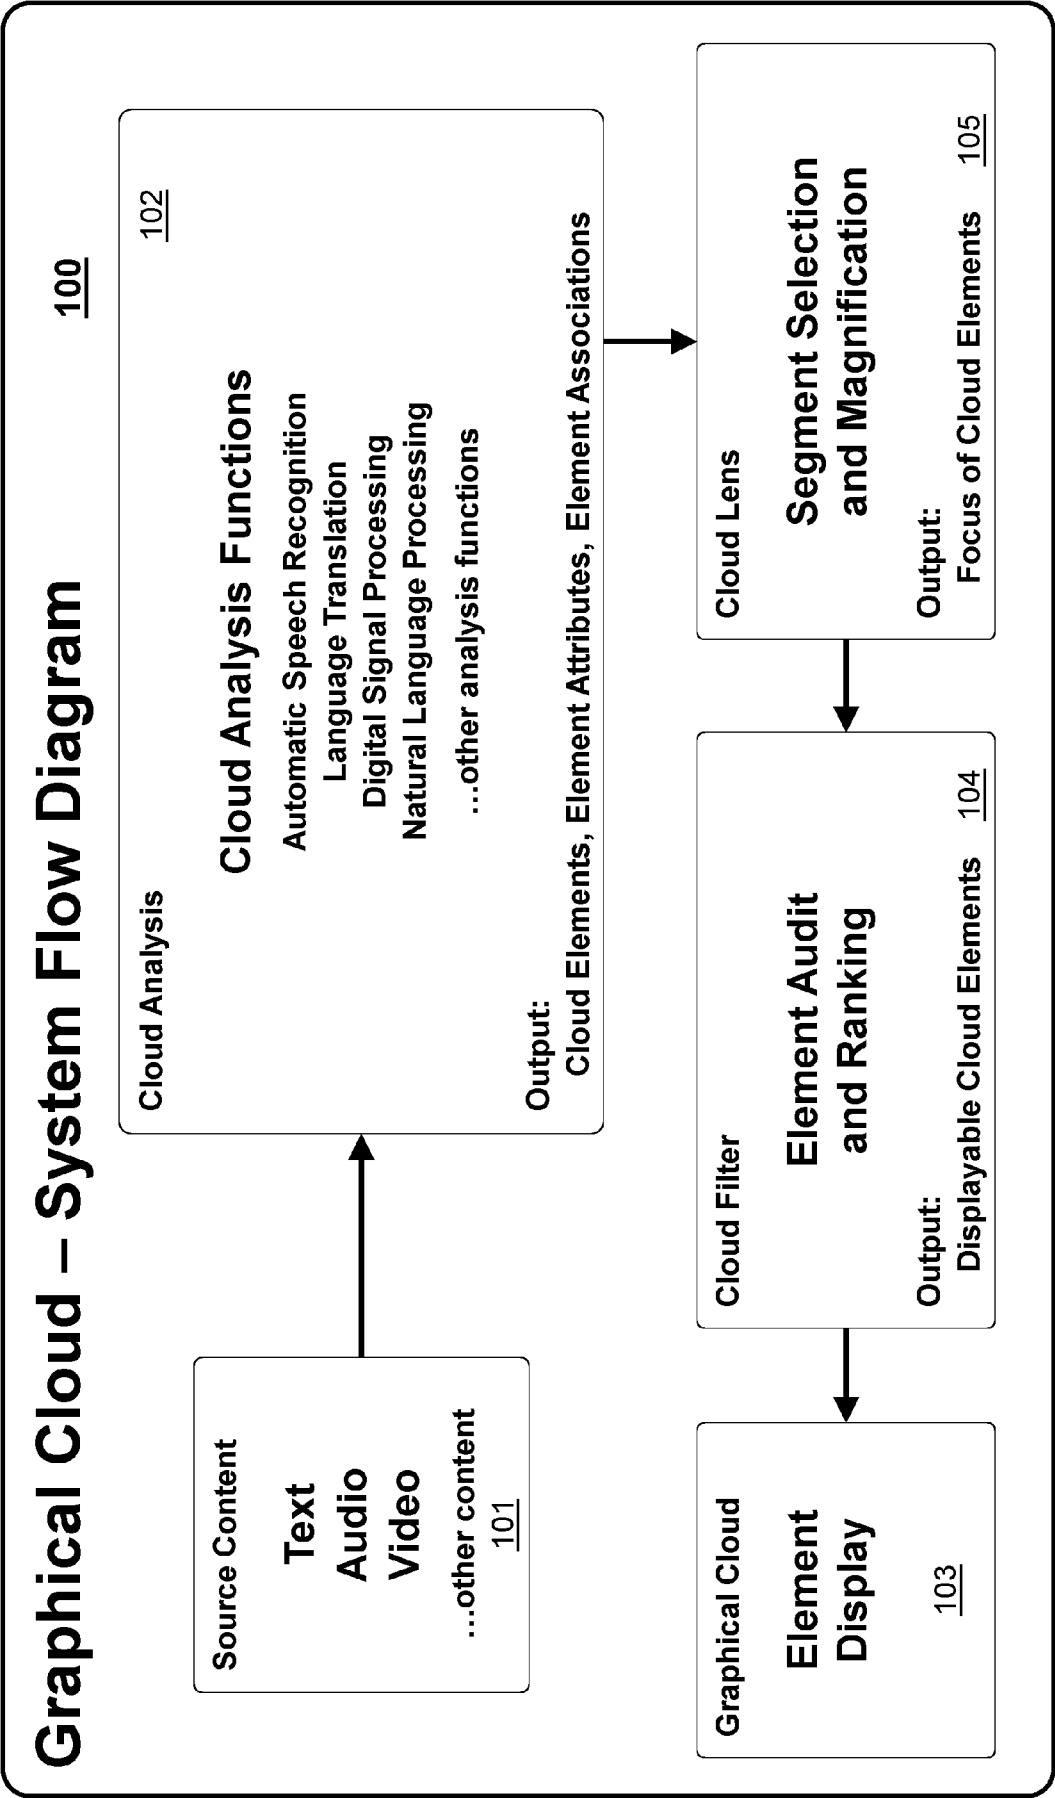 Graphical Cloud – System Flow Diagram
100
Source Content
Text
Audio
Video
...other content
101
Cloud Analysis
102
Cloud Analysis Functions
Automatic Speech Recognition
Language Translation
Digital Signal Processing
Natural Language Processing
...other analysis functions
Output:
Cloud Elements, Element Attributes, Element Associations
Graphical Cloud
Element
Display
103
Cloud Filter
Element Audit
and Ranking
Output:
Displayable Cloud Elements
104
Cloud Lens
Segment Selection
and Magnification
Output:
Focus of Cloud Elements
105